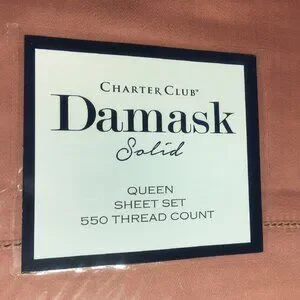 CHARTER CLUB®
Damask
Solid
QUEEN
SHEET SET
550 THREAD COUNT